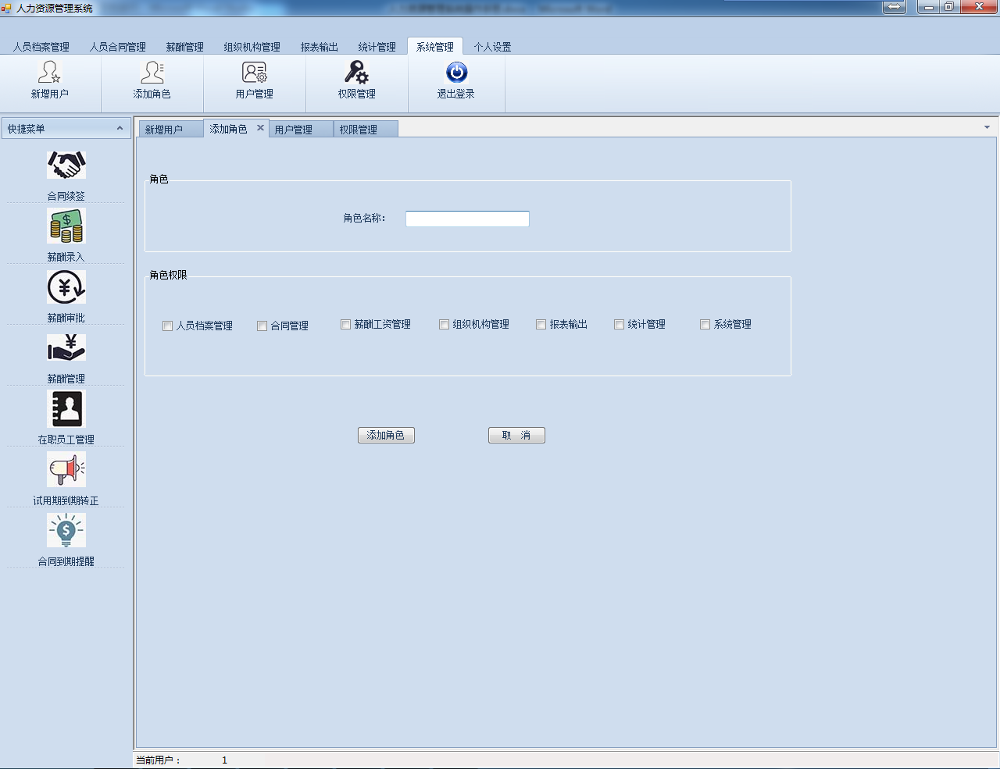 人力资源管理系统
人员档案管理 人员合同管理 薪酬管理 组织机构管理 报表输出 统计管理 系统管理 个人设置
新增用户 添加角色 用户管理 权限管理 退出登录
快捷菜单
新增用户 添加角色 用户管理 权限管理
合同续签
薪酬录入
薪酬审批
薪酬管理
在职员工管理
试用期到期转正
合同到期提醒
角色
角色名称：
角色权限
人员档案管理 合同管理 薪酬工资管理 组织机构管理 报表输出 统计管理 系统管理
添加角色 取 消
当前用户： 1